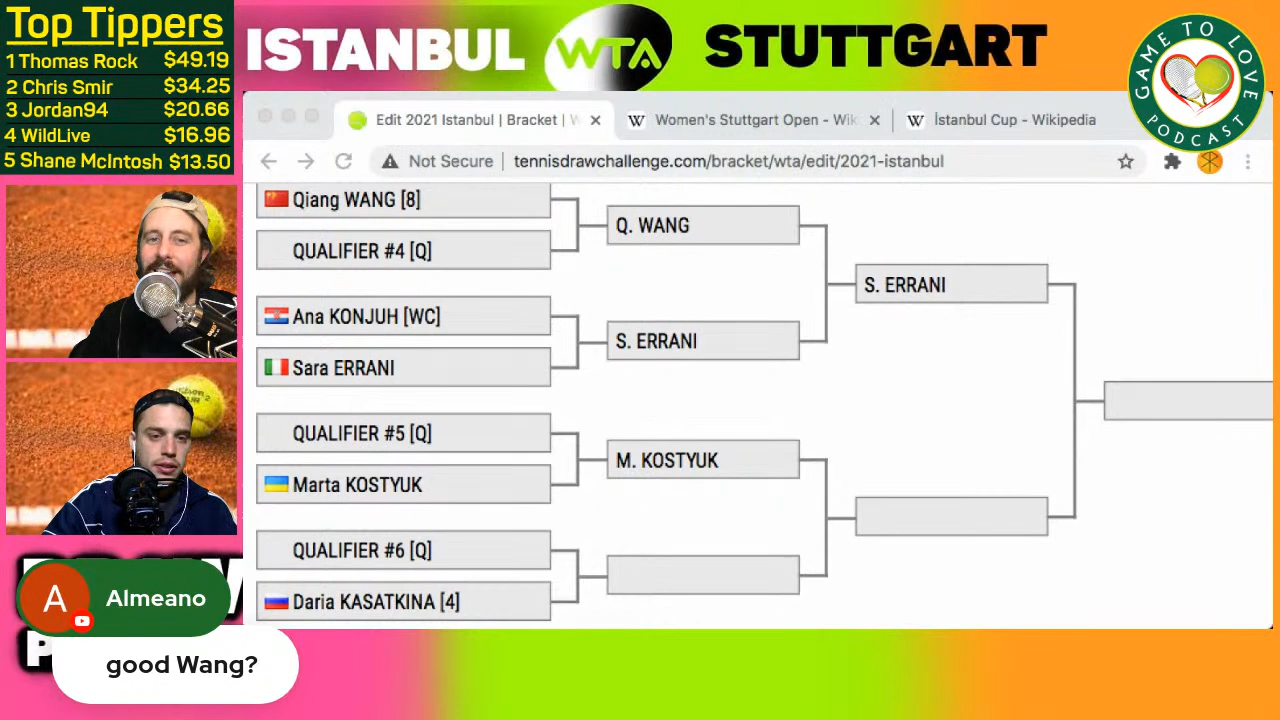 Top Tippers
1 Thomas Rock $49.19
2 Chris Smir $34.25
3 Jordan94 $20.66
4 WildLive $16.96
5 Shane McIntosh $13.50
ISTANBUL WTA STUTTGART
GAME TO LOVE
PODCAST
Edit 2021 Istanbul | Bracket | W
Women's Stuttgart Open - Wik
İstanbul Cup - Wikipedia
Not Secure | tennisdrawchallenge.com/bracket/wta/edit/2021-istanbul
Qiang WANG [8]
Q. WANG
QUALIFIER #4 [Q]
S. ERRANI
Ana KONJUH [WC]
S. ERRANI
Sara ERRANI
QUALIFIER #5 [Q]
M. KOSTYUK
Marta KOSTYUK
QUALIFIER #6 [Q]
Daria KASATKINA [4]
A Almeano
good Wang?